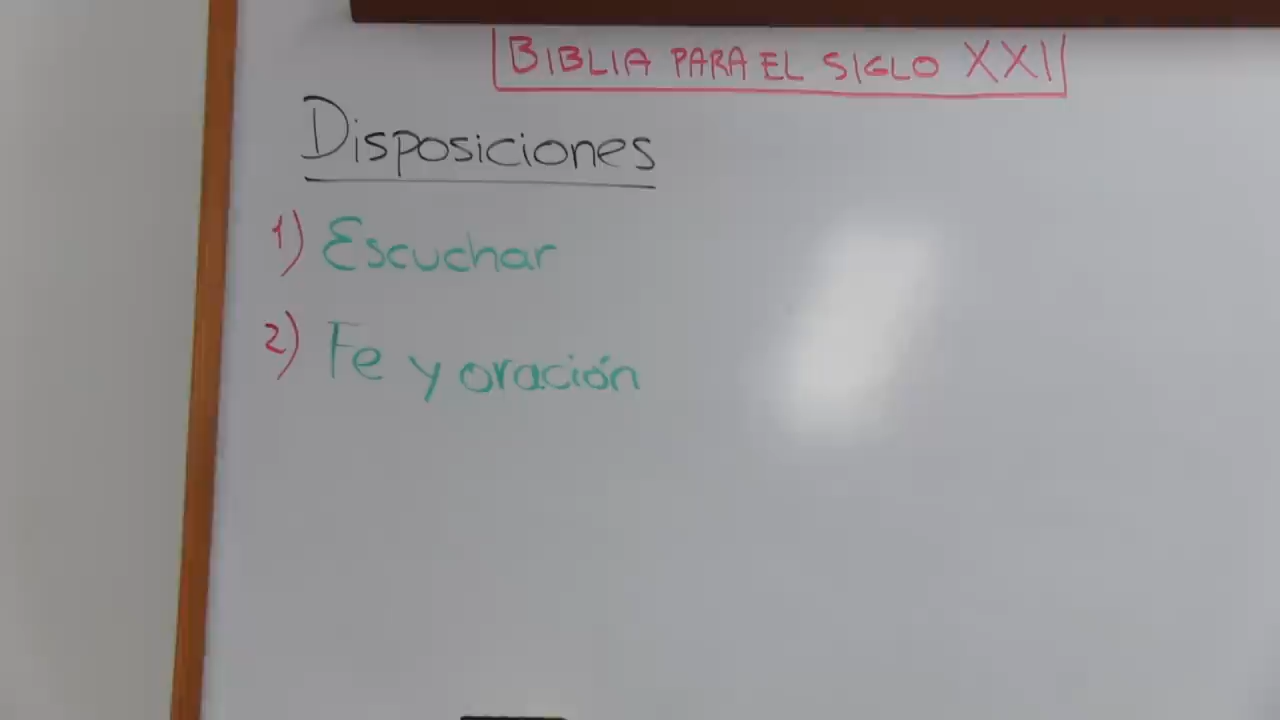 BIBLIA PARA EL SIGLO XXI
Disposiciones
1) Escuchar
2) Fe y oración